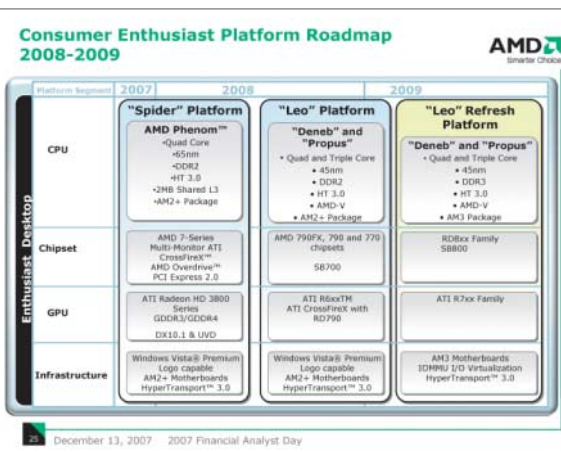 Consumer Enthusiast Platform Roadmap
2008-2009
AMD
Smarter Choice
Platform Segment
2007
2008
2009
Enthusiast Desktop
"Spider" Platform
"Leo" Platform
"Leo" Refresh
Platform
CPU
AMD Phenom™
•Quad Core
•65nm
•DDR2
•HT 3.0
•2MB Shared L3
•AM2+ Package
"Deneb" and
"Propus"
• Quad and Triple Core
• 45nm
• DDR2
• HT 3.0
• AMD-V
• AM2+ Package
"Deneb" and "Propus"
• Quad and Triple Core
• 45nm
• DDR3
• HT 3.0
• AMD-V
• AM3 Package
Chipset
AMD 7-Series
Multi-Monitor ATI
CrossFireX™
AMD Overdrive™
PCI Express 2.0
AMD 790FX, 790 and 770
chipsets
SB700
RD8xx Family
SB800
GPU
ATI Radeon HD 3800
Series
GDDR3/GDDR4
DX10.1 & UVD
ATI R6xxTM
ATI CrossFireX with
RD790
ATI R7xx Family
Infrastructure
Windows Vista® Premium
Logo capable
AM2+ Motherboards
HyperTransport™ 3.0
Windows Vista® Premium
Logo capable
AM2+ Motherboards
HyperTransport™ 3.0
AM3 Motherboards
IOMMU I/O Virtualization
HyperTransport™ 3.0
25
December 13, 2007 2007 Financial Analyst Day